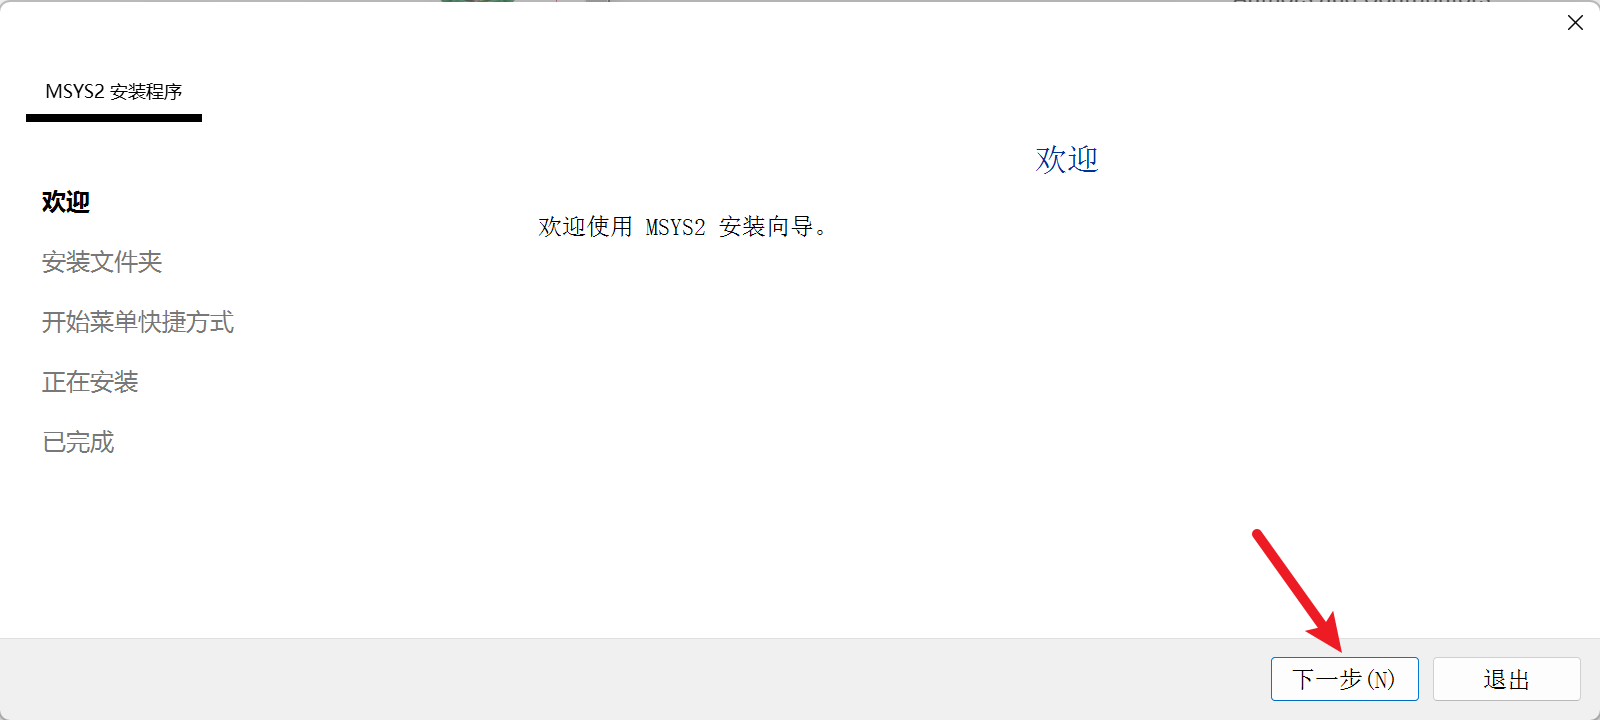 MSYS2 安装程序
欢迎
欢迎使用 MSYS2 安装向导。
欢迎
安装文件夹
开始菜单快捷方式
正在安装
已完成
下一步(N)
退出